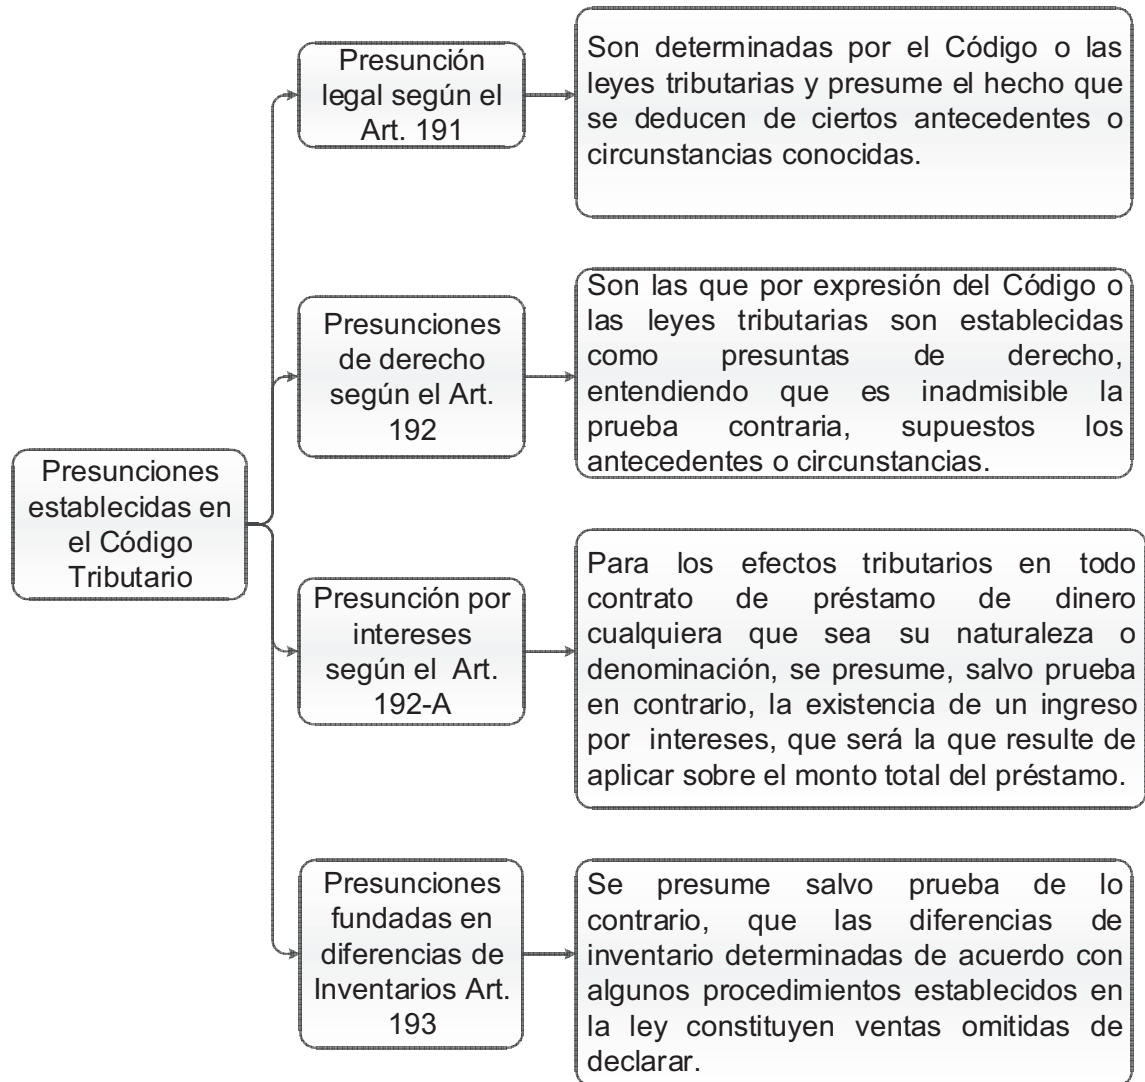 Presunciones
establecidas en
el Código
Tributario
Presunción
legal según el
Art. 191
Son determinadas por el Código o las
leyes tributarias y presume el hecho que
se deducen de ciertos antecedentes o
circunstancias conocidas.
Presunciones
de derecho
según el Art.
192
Son las que por expresión del Código o
las leyes tributarias son establecidas
como presuntas de derecho,
entendiendo que es inadmisible la
prueba contraria, supuestos los
antecedentes o circunstancias.
Presunción por
intereses
según el Art.
192-A
Para los efectos tributarios en todo
contrato de préstamo de dinero
cualquiera que sea su naturaleza o
denominación, se presume, salvo prueba
en contrario, la existencia de un ingreso
por intereses, que será la que resulte de
aplicar sobre el monto total del préstamo.
Presunciones
fundadas en
diferencias de
Inventarios Art.
193
Se presume salvo prueba de lo
contrario, que las diferencias de
inventario determinadas de acuerdo con
algunos procedimientos establecidos en
la ley constituyen ventas omitidas de
declarar.